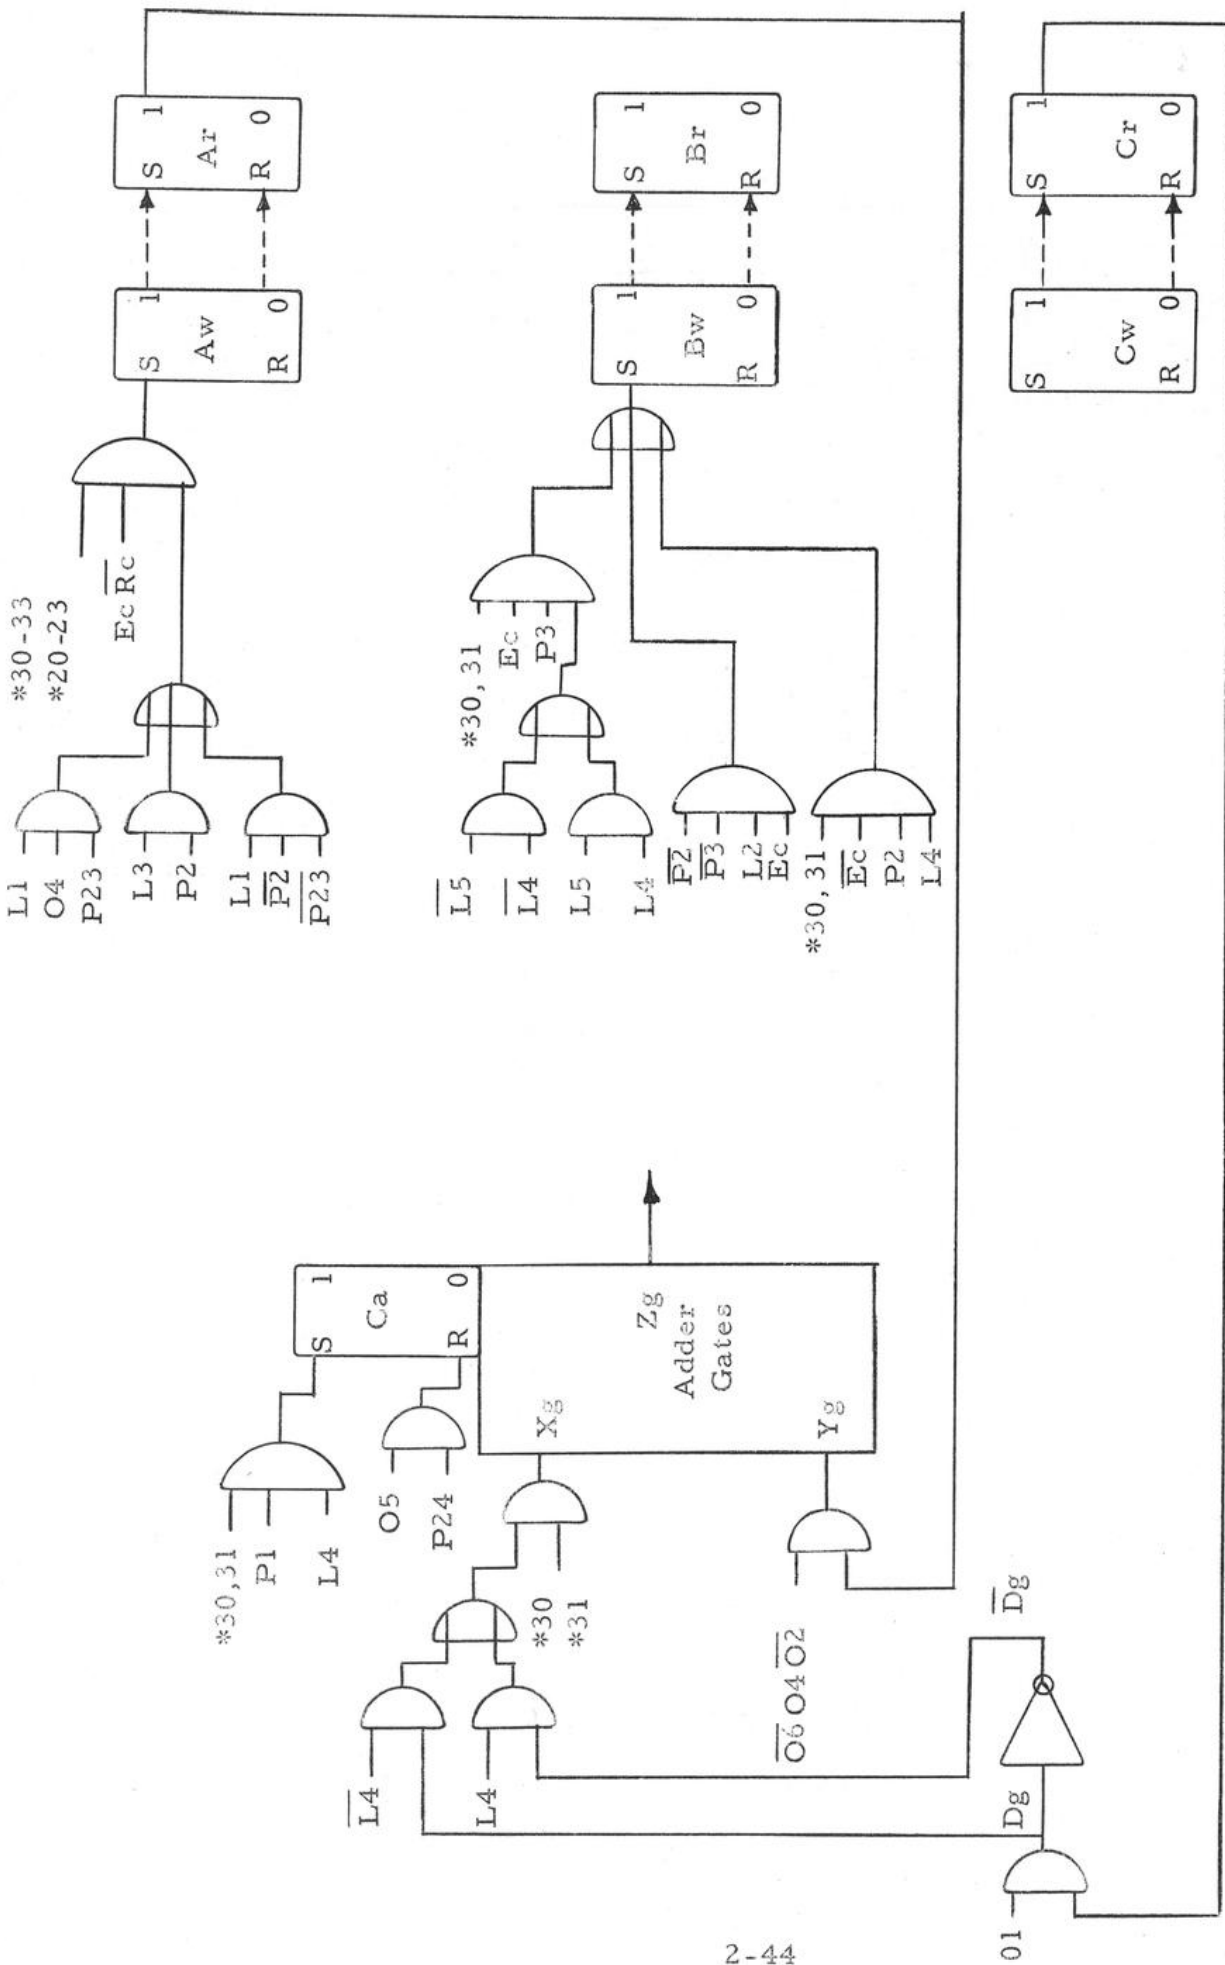 L1
O4
P23
L3
P2
L1
P2
P23
*30-33
*20-23
Ec Rc
S 1
Aw
R 0
S 1
Ar
R 0
L5
L4
L5
L4
*30,31
Ec
P3
P2
P3
L2
Ec
*30,31
Ec
P2
L4
S 1
Bw
R 0
S 1
Br
R 0
S 1
Cw
R 0
S 1
Cr
R 0
*30,31
P1
L4
S 1
Ca
R 0
O5
P24
L4
L4
*30
*31
Xg
Zg
Adder
Gates
Yg
O6 O4 O2
Dg
Dg
01
2-44